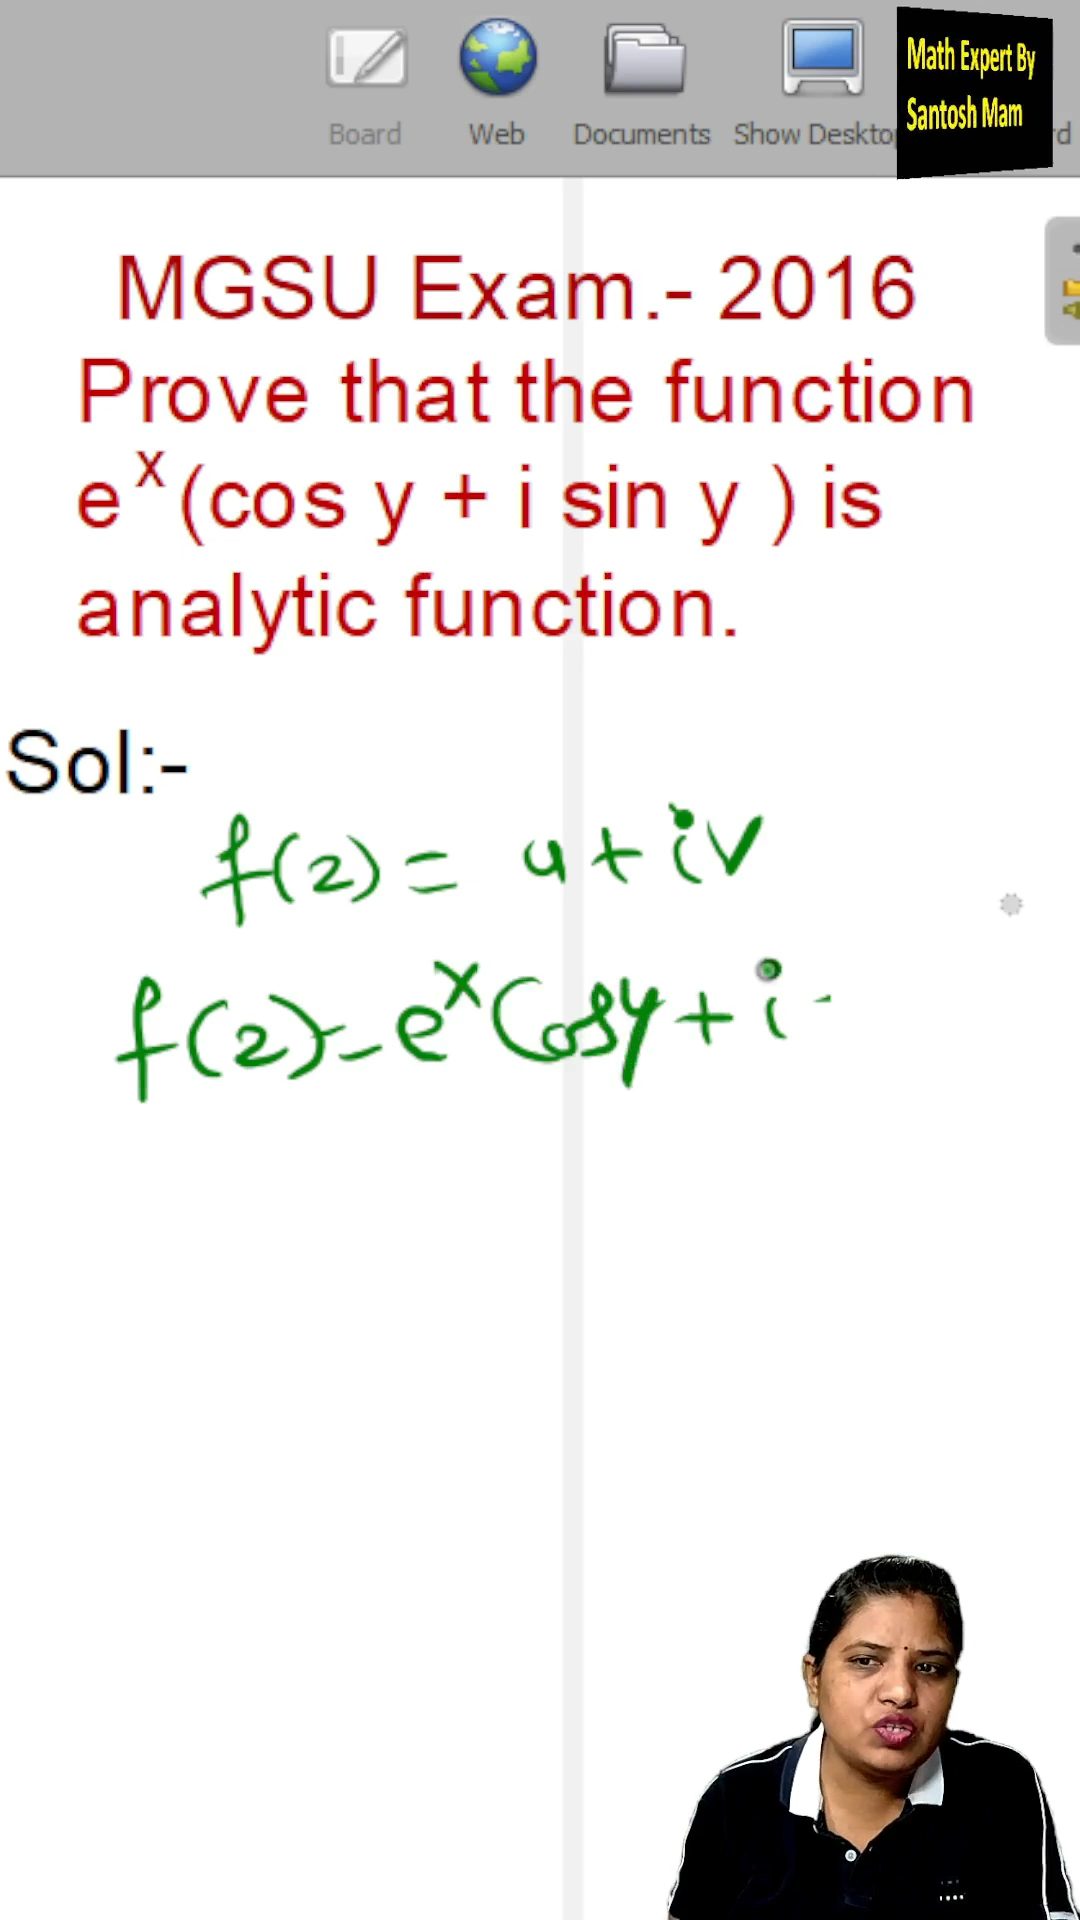 Board Web Documents Show Desktop
Math Expert By
Santosh Mam
MGSU Exam.- 2016
Prove that the function
e^x (cos y + i sin y ) is
analytic function.
Sol:-
f(z) = u + iv
f(z) = e^x Cosy + i